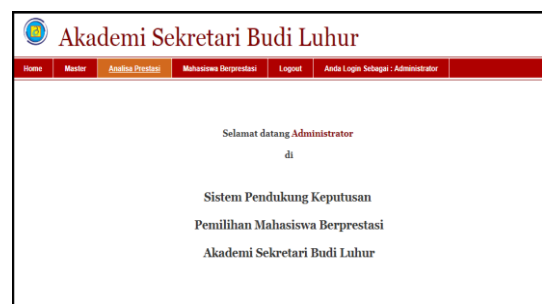 Akademi Sekretari Budi Luhur
Home Master Analisa Prestasi Mahasiswa Berprestasi Logout Anda Login Sebagai : Administrator
Selamat datang Administrator
di
Sistem Pendukung Keputusan
Pemilihan Mahasiswa Berprestasi
Akademi Sekretari Budi Luhur